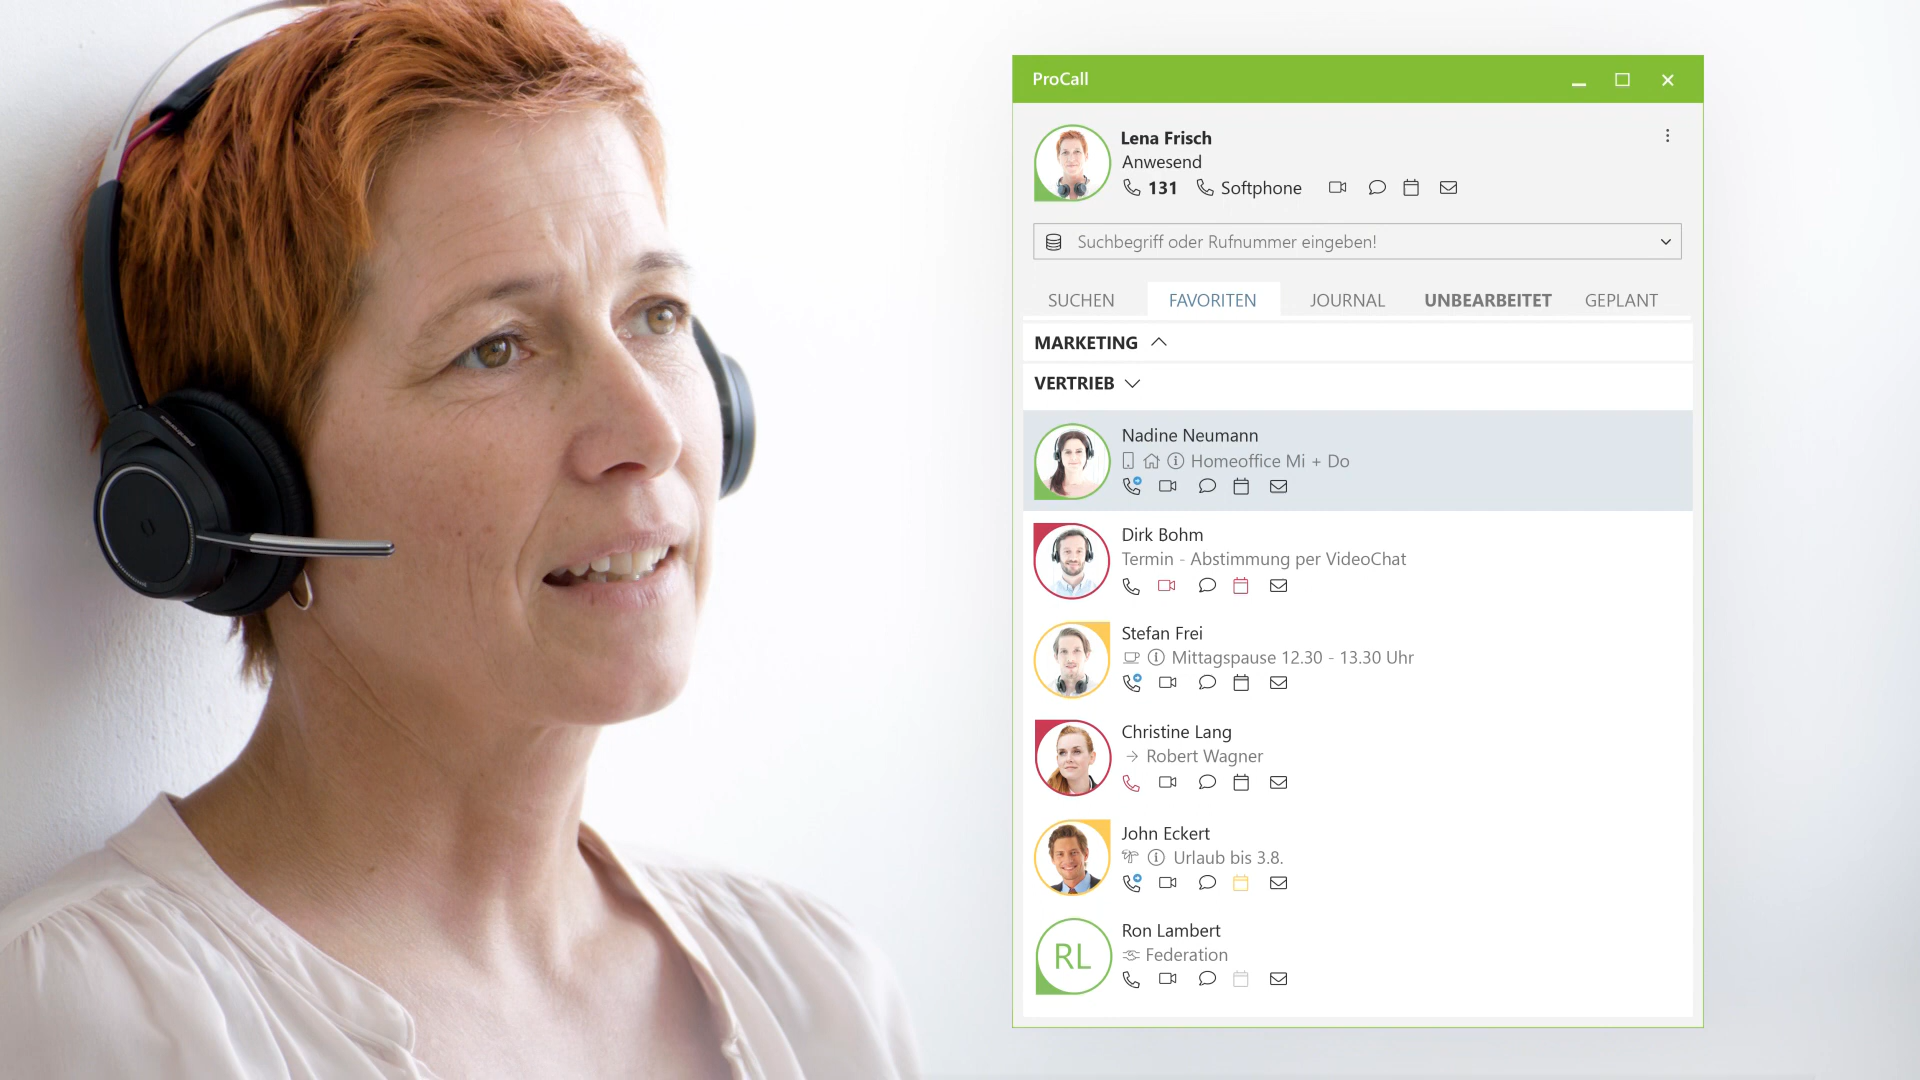 ProCall
Lena Frisch
Anwesend
131 Softphone
Suchbegriff oder Rufnummer eingeben!
SUCHEN FAVORITEN JOURNAL UNBEARBEITET GEPLANT
MARKETING
VERTRIEB
Nadine Neumann
Homeoffice Mi + Do
Dirk Bohm
Termin - Abstimmung per VideoChat
Stefan Frei
Mittagspause 12.30 - 13.30 Uhr
Christine Lang
Robert Wagner
John Eckert
Urlaub bis 3.8.
RL
Ron Lambert
Federation